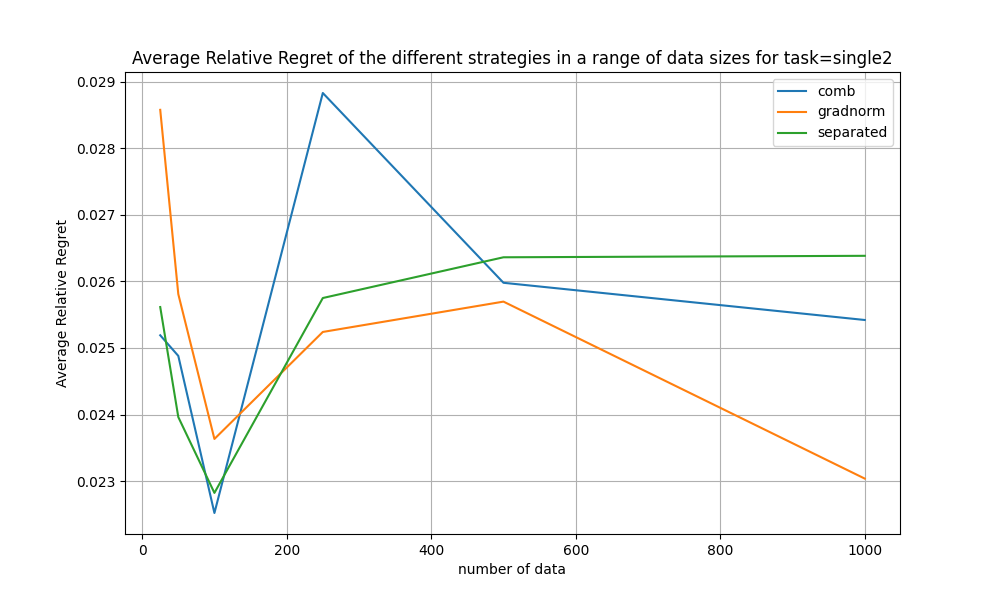 Average Relative Regret of the different strategies in a range of data sizes for task=single2
comb
gradnorm
separated
0.029
0.028
0.027
0.026
0.025
0.024
0.023
Average Relative Regret
0
200
400
600
800
1000
number of data